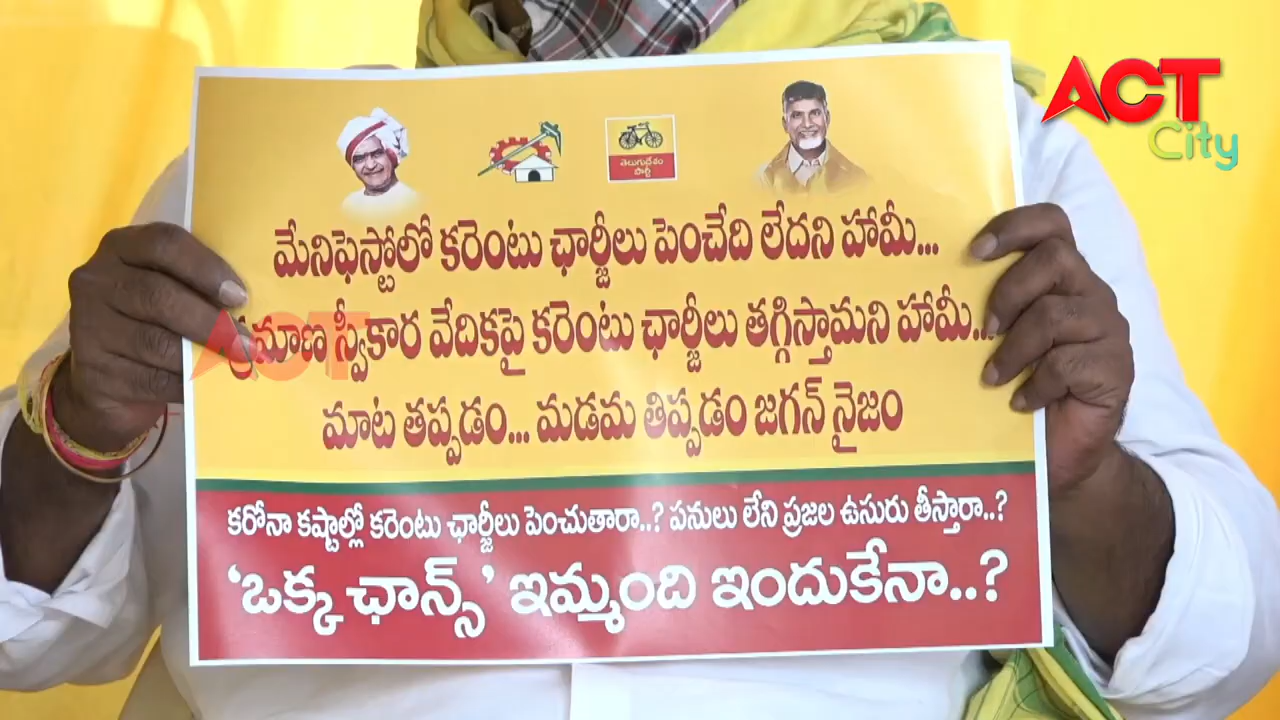 ACT
City
తెలుగుదేశం
పార్టీ
మేనిఫెస్టోలో కరెంటు ఛార్జీలు పెంచేది లేదని హామీ...
ప్రమాణ స్వీకార వేదికపై కరెంటు ఛార్జీలు తగ్గిస్తామని హామీ...
మాట తప్పడం... మడమ తిప్పడం జగన్ నైజం
ACT
కరోనా కష్టాల్లో కరెంటు ఛార్జీలు పెంచుతారా..? పనులు లేని ప్రజల ఉసురు తీస్తారా..?
‘ఒక్క ఛాన్స్’ ఇమ్మంది ఇందుకేనా..?